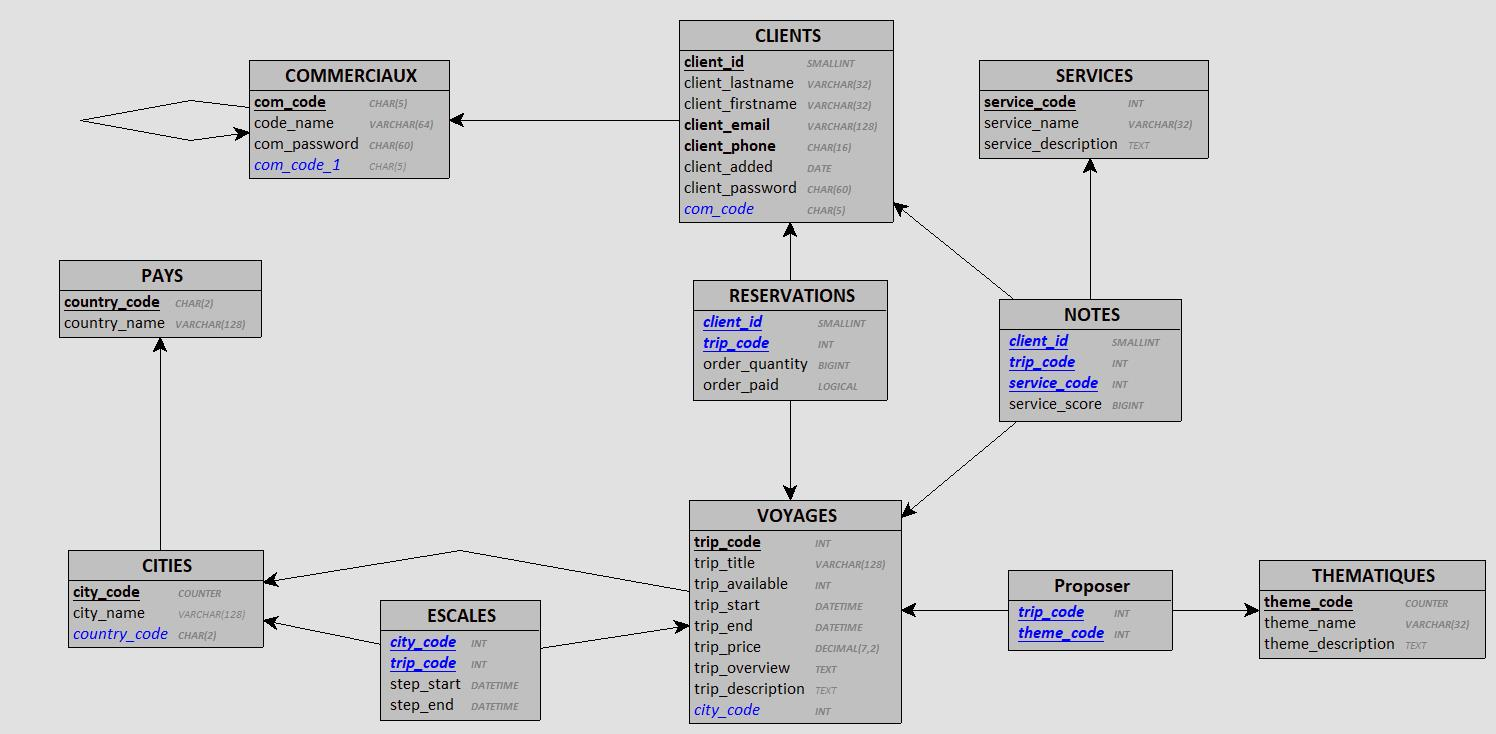 COMMERCIAUX
com_code CHAR(5)
code_name VARCHAR(64)
com_password CHAR(60)
com_code_1 CHAR(5)
CLIENTS
client_id SMALLINT
client_lastname VARCHAR(32)
client_firstname VARCHAR(32)
client_email VARCHAR(128)
client_phone CHAR(16)
client_added DATE
client_password CHAR(60)
com_code CHAR(5)
SERVICES
service_code INT
service_name VARCHAR(32)
service_description TEXT
PAYS
country_code CHAR(2)
country_name VARCHAR(128)
RESERVATIONS
client_id SMALLINT
trip_code INT
order_quantity BIGINT
order_paid LOGICAL
NOTES
client_id SMALLINT
trip_code INT
service_code INT
service_score BIGINT
CITIES
city_code COUNTER
city_name VARCHAR(128)
country_code CHAR(2)
ESCALES
city_code INT
trip_code INT
step_start DATETIME
step_end DATETIME
VOYAGES
trip_code INT
trip_title VARCHAR(128)
trip_available INT
trip_start DATETIME
trip_end DATETIME
trip_price DECIMAL(7,2)
trip_overview TEXT
trip_description TEXT
city_code INT
Proposer
trip_code INT
theme_code INT
THEMATIQUES
theme_code COUNTER
theme_name VARCHAR(32)
theme_description TEXT